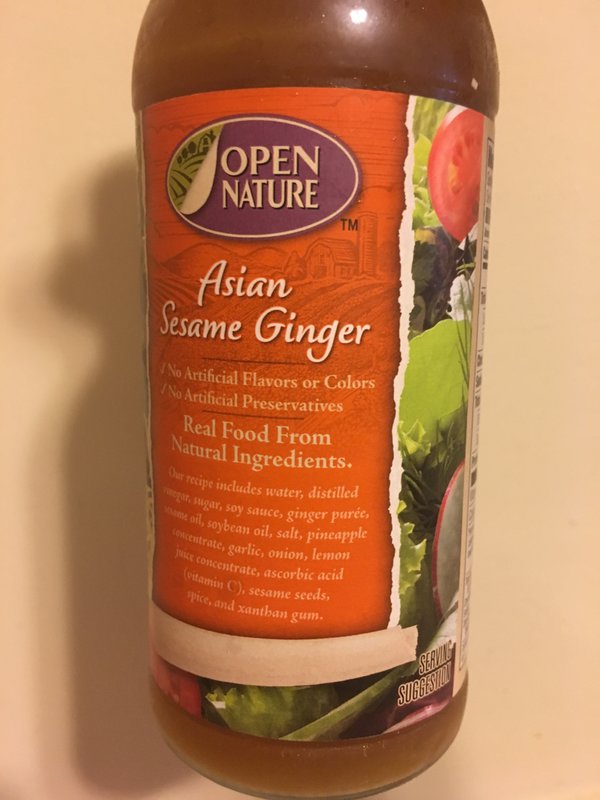 OPEN
NATURE
TM
Asian
Sesame Ginger
✓ No Artificial Flavors or Colors
✓ No Artificial Preservatives
Real Food From
Natural Ingredients.
Our recipe includes water, distilled
vinegar, sugar, soy sauce, ginger purée,
sesame oil, soybean oil, salt, pineapple
concentrate, garlic, onion, lemon
juice concentrate, ascorbic acid
(vitamin C), sesame seeds,
spice, and xanthan gum.
SERVING
SUGGESTION